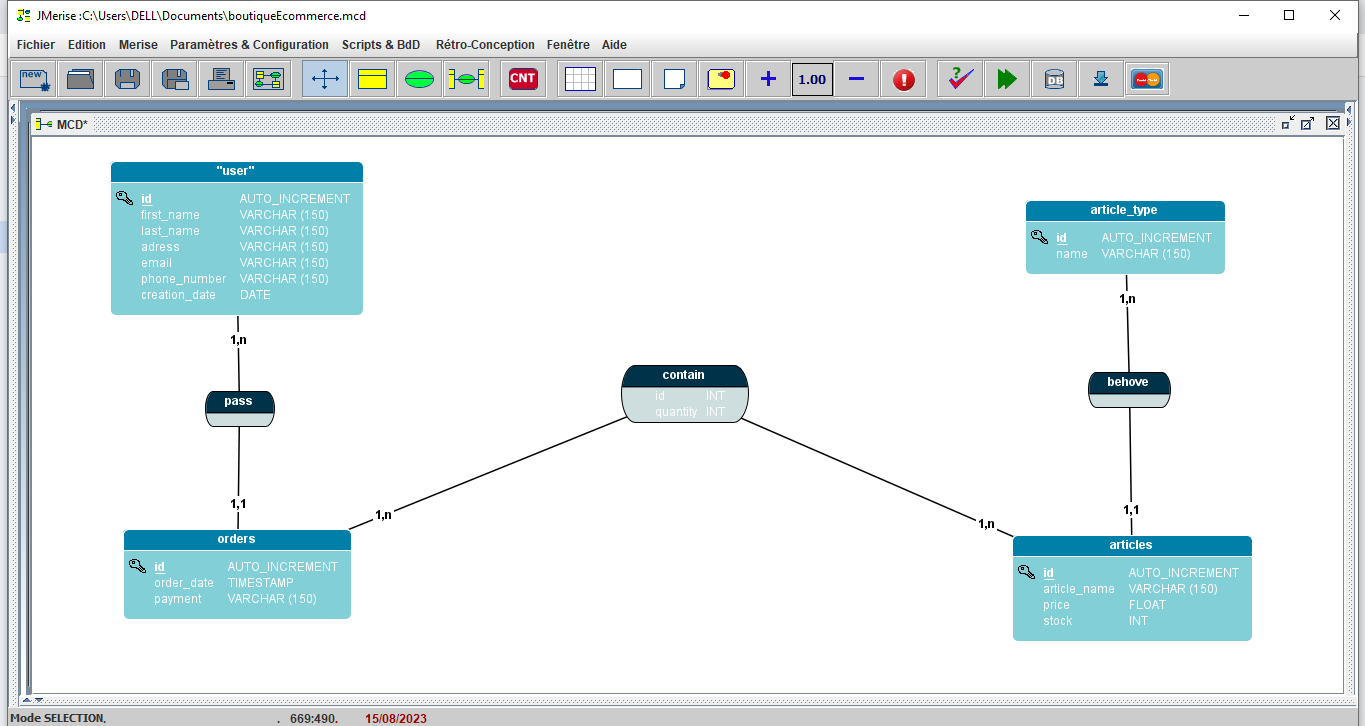 JMerise :C:\Users\DELL\Documents\boutiqueEcommerce.mcd
Fichier Edition Merise Paramètres & Configuration Scripts & BdD Rétro-Conception Fenêtre Aide
new CNT 1.00 DB
MCD*
"user"
id AUTO_INCREMENT
first_name VARCHAR (150)
last_name VARCHAR (150)
adress VARCHAR (150)
email VARCHAR (150)
phone_number VARCHAR (150)
creation_date DATE
article_type
id AUTO_INCREMENT
name VARCHAR (150)
1,n
1,n
contain
id INT
quantity INT
behove
pass
1,1
1,n
1,n
1,1
orders
id AUTO_INCREMENT
order_date TIMESTAMP
payment VARCHAR (150)
articles
id AUTO_INCREMENT
article_name VARCHAR (150)
price FLOAT
stock INT
Mode SELECTION. . 669:490. 15/08/2023